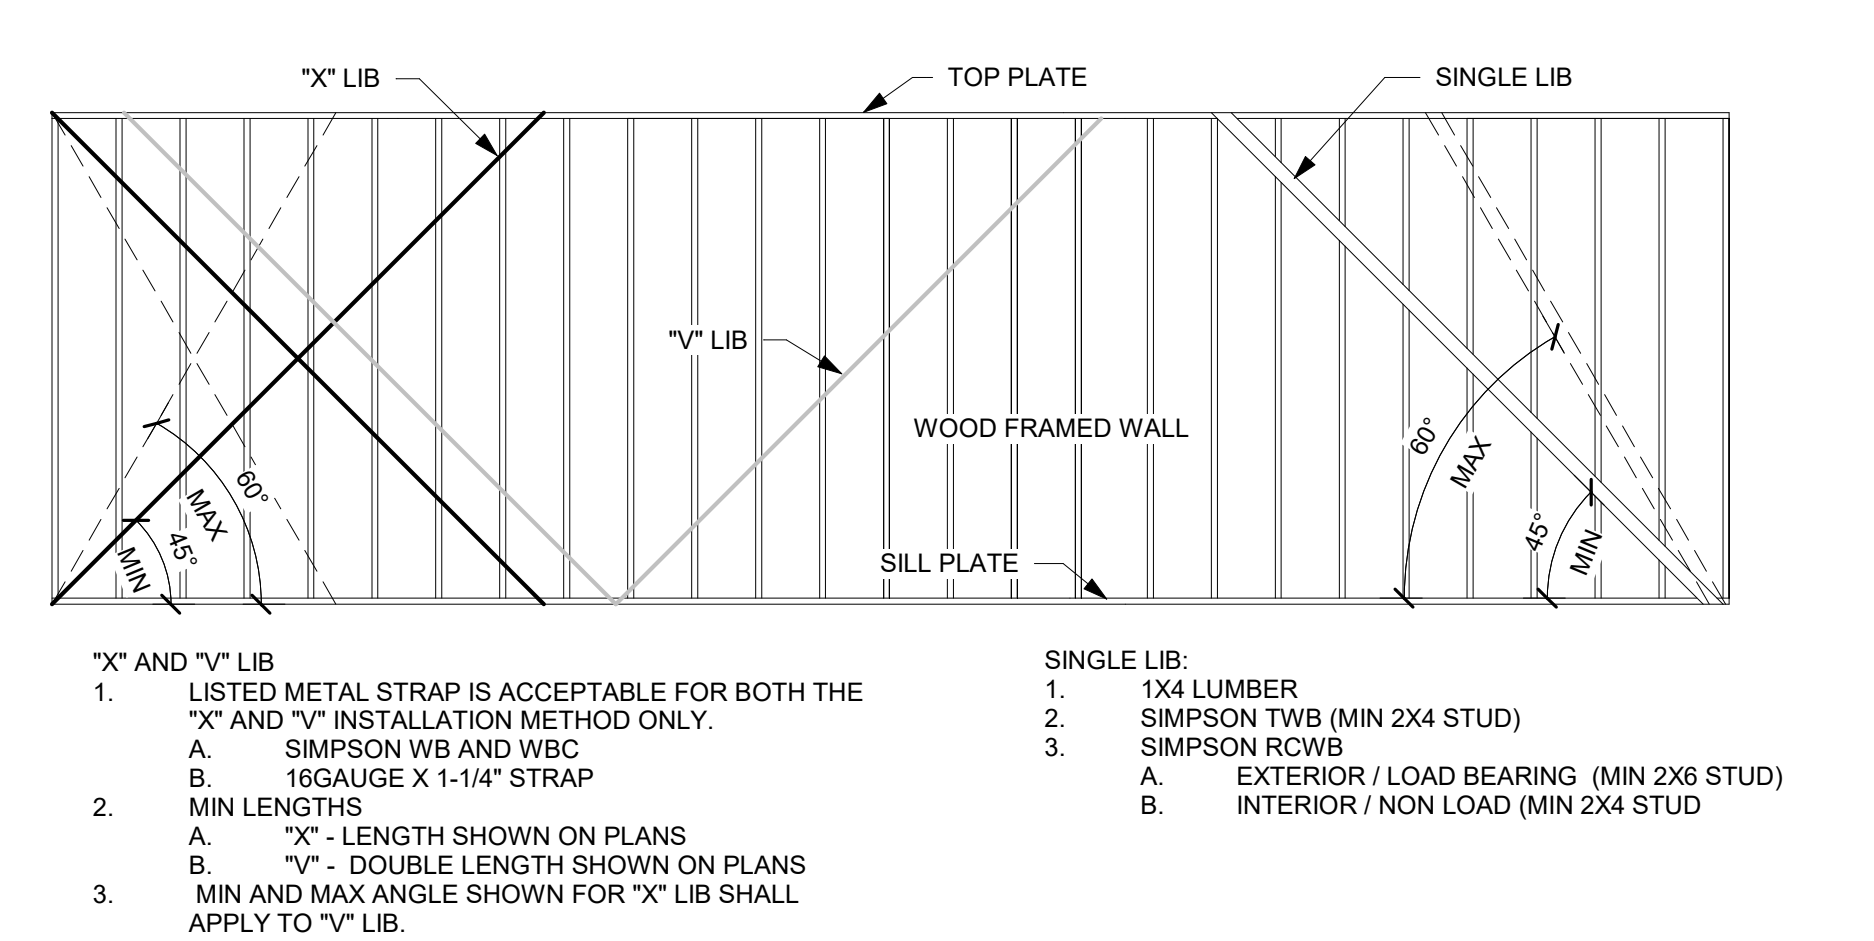 "X" LIB
TOP PLATE
SINGLE LIB
"V" LIB
WOOD FRAMED WALL
SILL PLATE
60°
MAX
45°
MIN
60°
MAX
45°
MIN
"X" AND "V" LIB
1. LISTED METAL STRAP IS ACCEPTABLE FOR BOTH THE
"X" AND "V" INSTALLATION METHOD ONLY.
A. SIMPSON WB AND WBC
B. 16GAUGE X 1-1/4" STRAP
2. MIN LENGTHS
A. "X" - LENGTH SHOWN ON PLANS
B. "V" - DOUBLE LENGTH SHOWN ON PLANS
3. MIN AND MAX ANGLE SHOWN FOR "X" LIB SHALL
APPLY TO "V" LIB.
SINGLE LIB:
1. 1X4 LUMBER
2. SIMPSON TWB (MIN 2X4 STUD)
3. SIMPSON RCWB
A. EXTERIOR / LOAD BEARING (MIN 2X6 STUD)
B. INTERIOR / NON LOAD (MIN 2X4 STUD